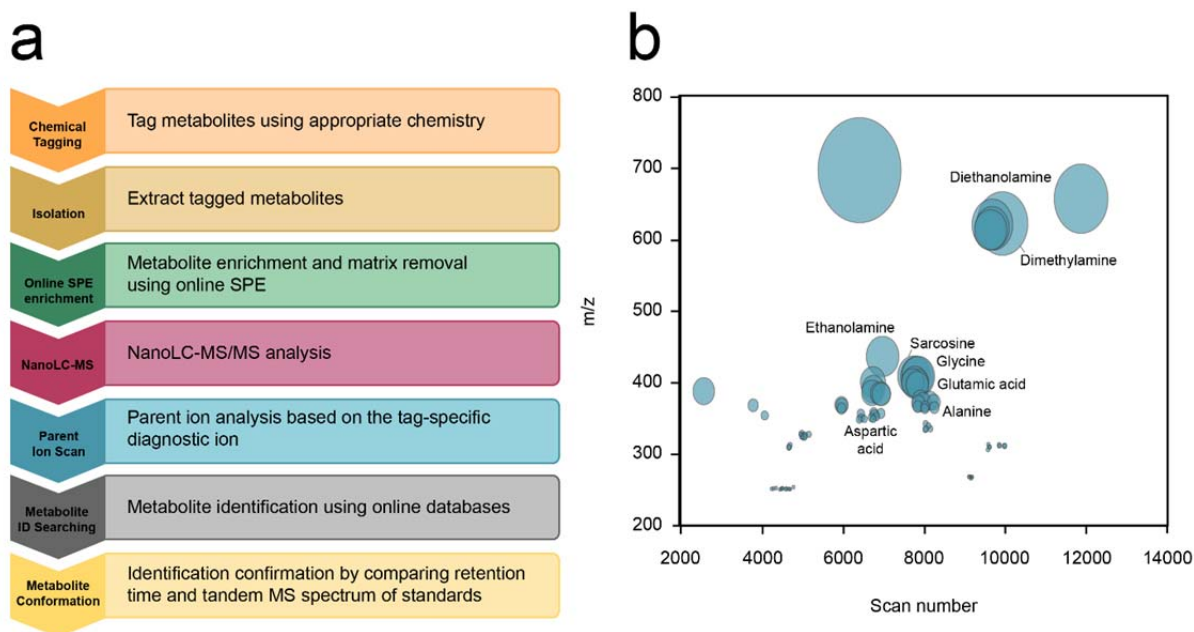 a
Chemical
Tagging
Tag metabolites using appropriate chemistry
Isolation
Extract tagged metabolites
Online SPE
enrichment
Metabolite enrichment and matrix removal
using online SPE
NanoLC-MS
NanoLC-MS/MS analysis
Parent
Ion Scan
Parent ion analysis based on the tag-specific
diagnostic ion
Metabolite
ID Searching
Metabolite identification using online databases
Metabolite
Conformation
Identification confirmation by comparing retention
time and tandem MS spectrum of standards
b
800
700
600
500
400
300
200
m/z
Diethanolamine
Dimethylamine
Ethanolamine
Sarcosine
Glycine
Glutamic acid
Alanine
Aspartic
acid
2000 4000 6000 8000 10000 12000 14000
Scan number